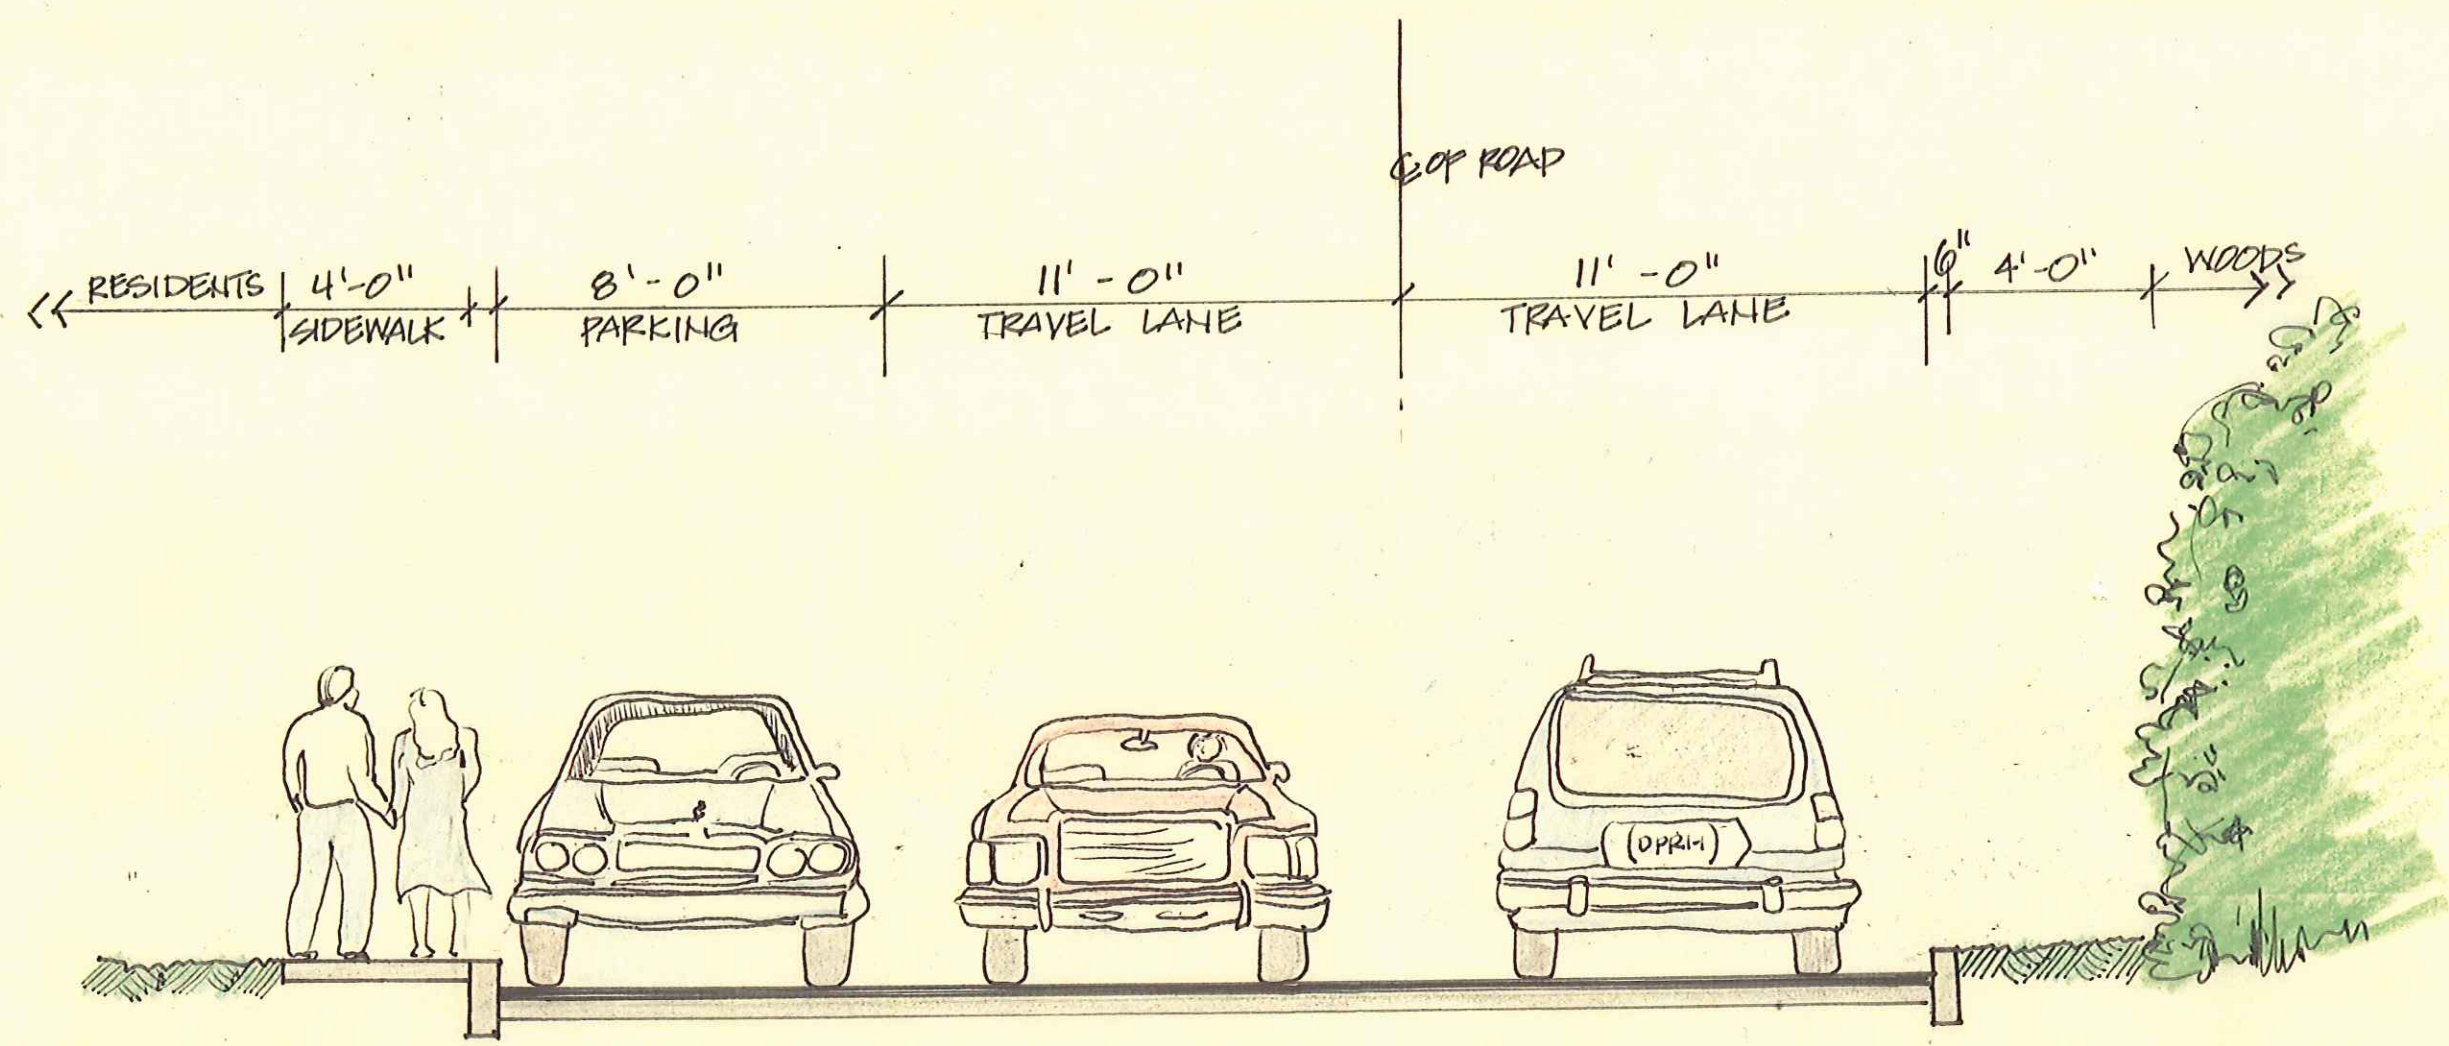 ℄ OF ROAD
RESIDENTS 4'-0" 8'-0" 11'-0" 11'-0" 6" 4'-0" WOODS
SIDEWALK PARKING TRAVEL LANE TRAVEL LANE